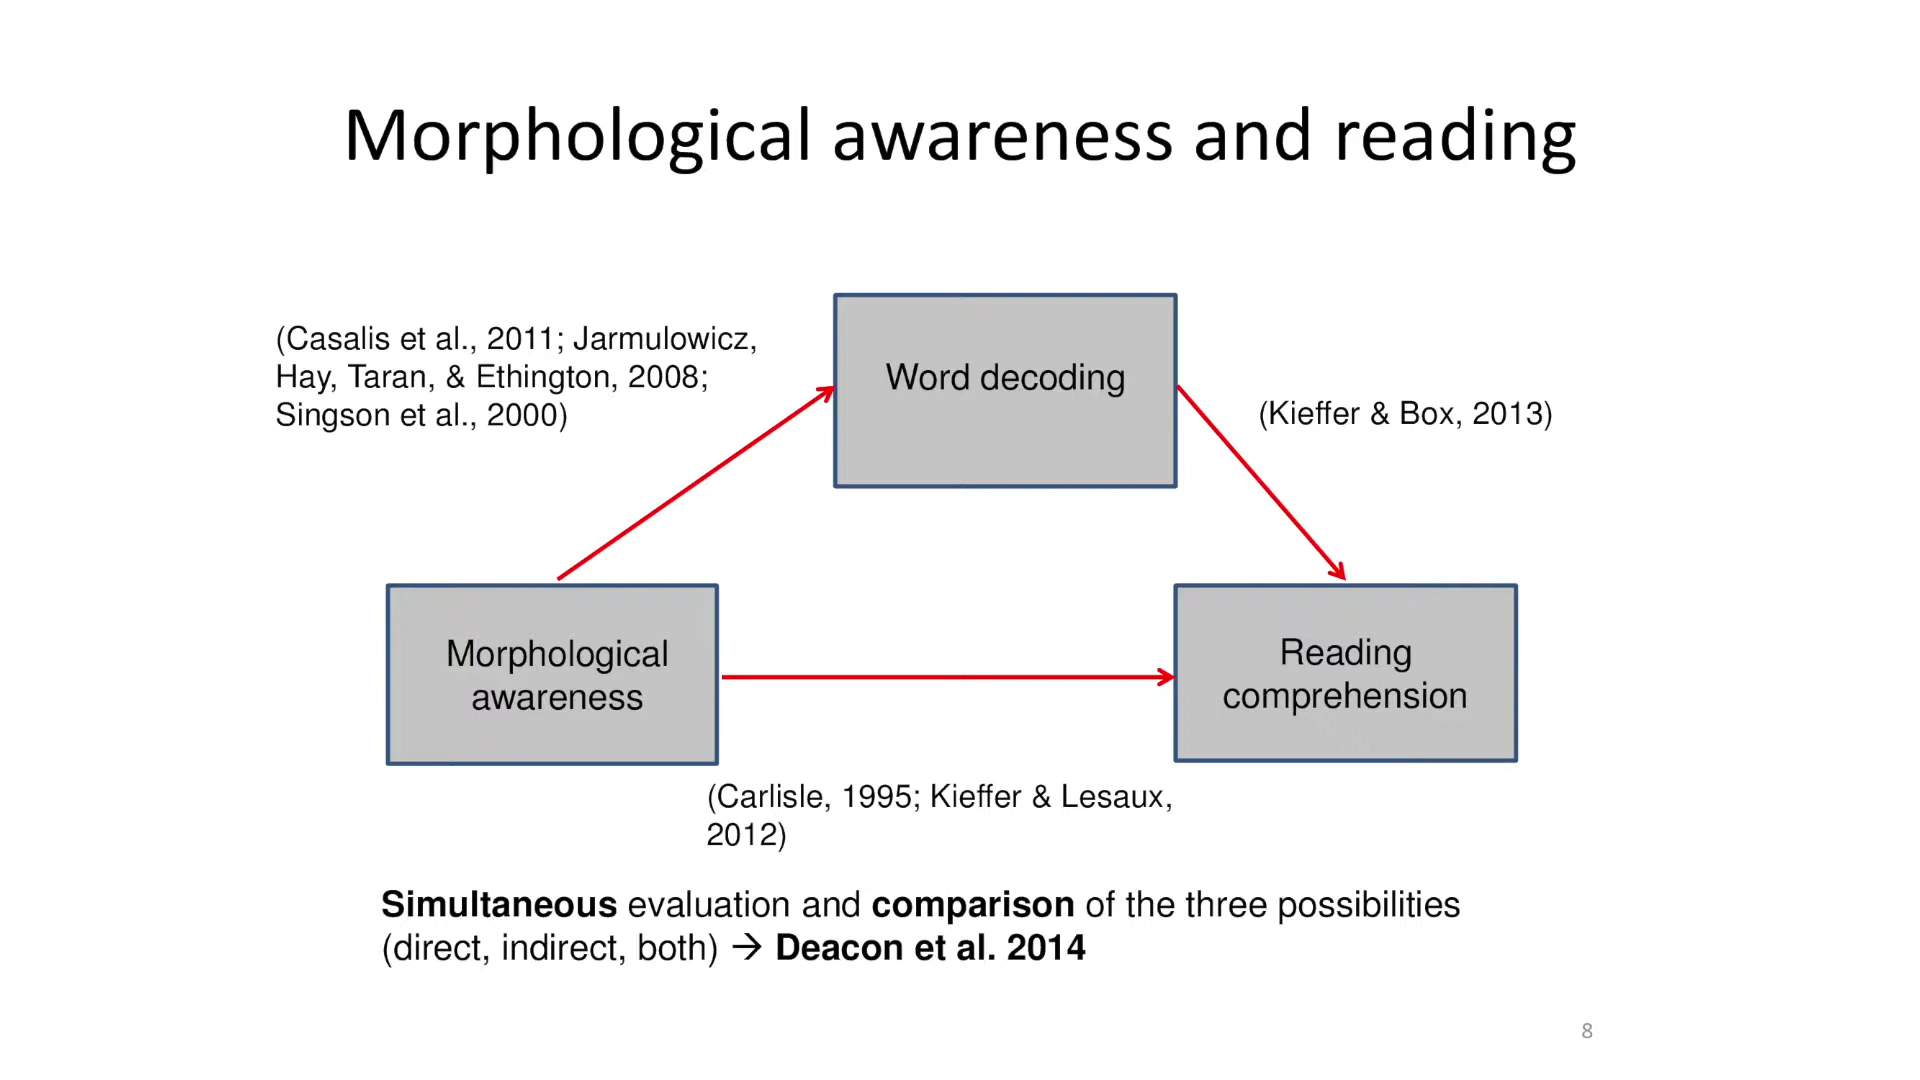 Morphological awareness and reading
(Casalis et al., 2011; Jarmulowicz,
Hay, Taran, & Ethington, 2008;
Singson et al., 2000)
Word decoding
(Kieffer & Box, 2013)
Morphological
awareness
Reading
comprehension
(Carlisle, 1995; Kieffer & Lesaux,
2012)
Simultaneous evaluation and comparison of the three possibilities
(direct, indirect, both) → Deacon et al. 2014
8